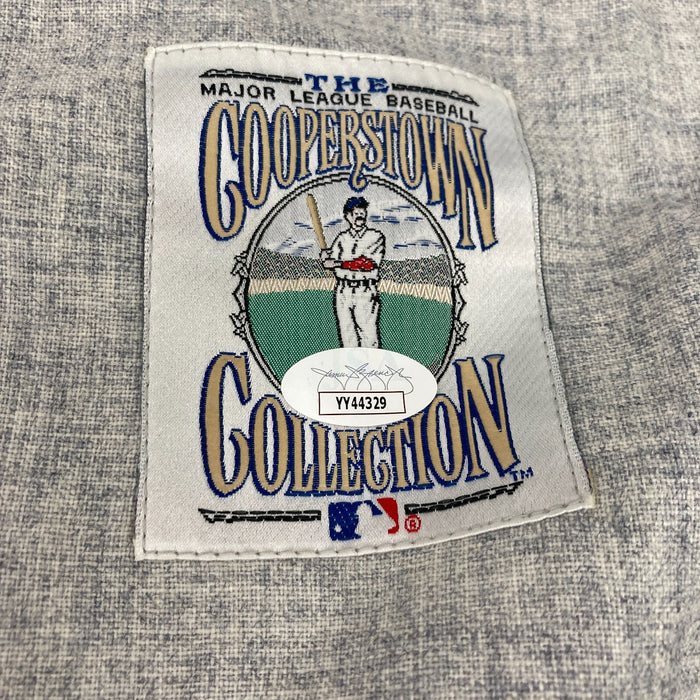 THE
MAJOR LEAGUE BASEBALL
COOPERSTOWN
YY44329
COLLECTION
TM
®